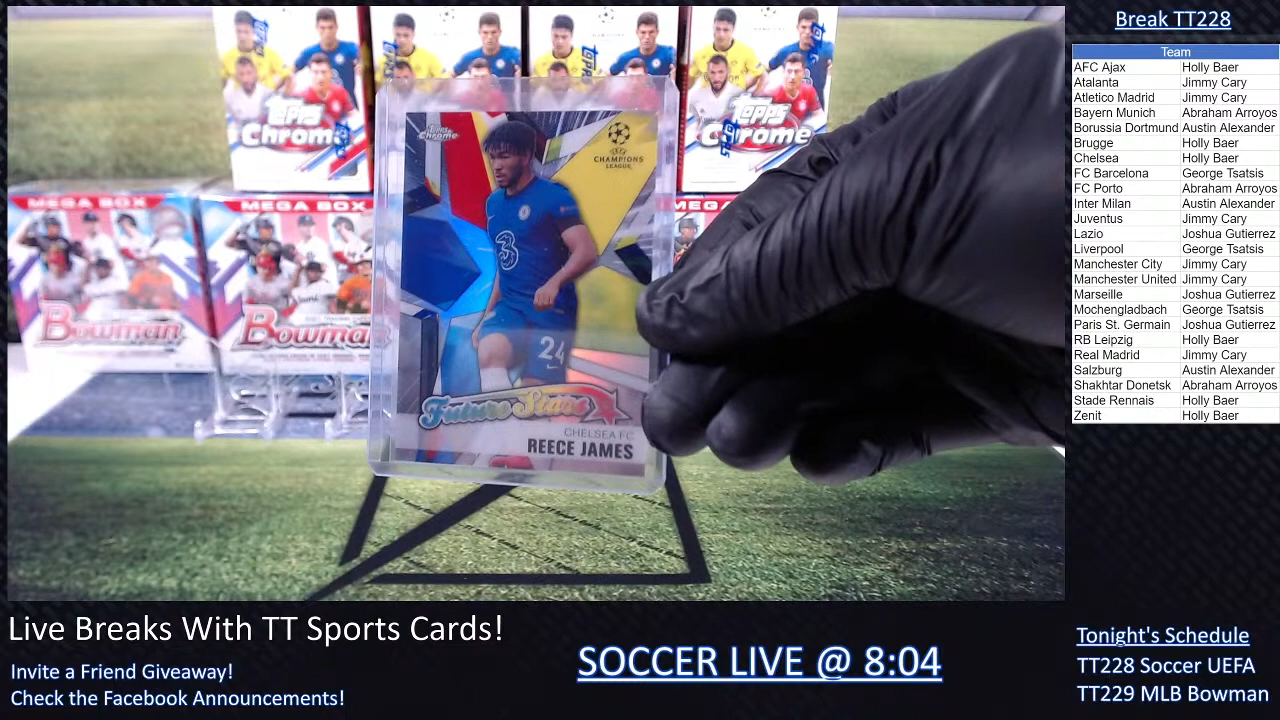 Break TT228
Team
AFC Ajax Holly Baer
Atalanta Jimmy Cary
Atletico Madrid Jimmy Cary
Bayern Munich Abraham Arroyos
Borussia Dortmund Austin Alexander
Brugge Holly Baer
Chelsea Holly Baer
FC Barcelona George Tsatsis
FC Porto Abraham Arroyos
Inter Milan Austin Alexander
Juventus Jimmy Cary
Lazio Joshua Gutierrez
Liverpool George Tsatsis
Manchester City Jimmy Cary
Manchester United Jimmy Cary
Marseille Joshua Gutierrez
Mochengladbach George Tsatsis
Paris St. Germain Joshua Gutierrez
RB Leipzig Holly Baer
Real Madrid Jimmy Cary
Salzburg Austin Alexander
Shakhtar Donetsk Abraham Arroyos
Stade Rennais Holly Baer
Zenit Holly Baer
Topps
Chrome
Topps
Chrome
MEGA BOX
Bowman
MEGA BOX
Bowman
MEGA
Topps
Chrome
UEFA
CHAMPIONS
LEAGUE
3
24
Future Stars
CHELSEA FC
REECE JAMES
Live Breaks With TT Sports Cards!
Invite a Friend Giveaway!
Check the Facebook Announcements!
SOCCER LIVE @ 8:04
Tonight's Schedule
TT228 Soccer UEFA
TT229 MLB Bowman